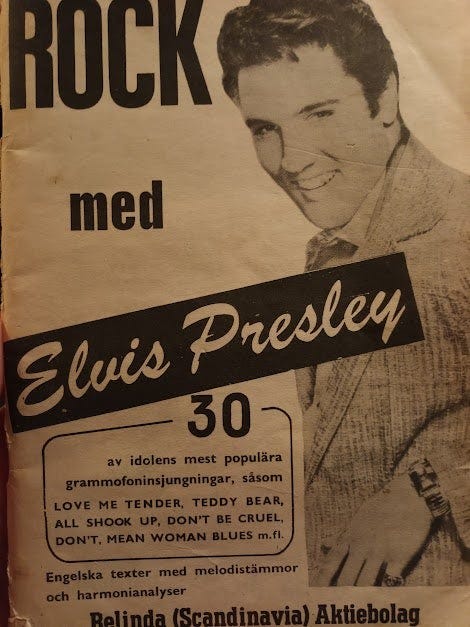 ROCK
med
Elvis Presley
30
av idolens mest populära
grammofoninsjungningar, såsom
LOVE ME TENDER, TEDDY BEAR,
ALL SHOOK UP, DON'T BE CRUEL,
DON'T, MEAN WOMAN BLUES m.fl.
Engelska texter med melodistämmor
och harmonianalyser
Belinda (Scandinavia) Aktiebolag